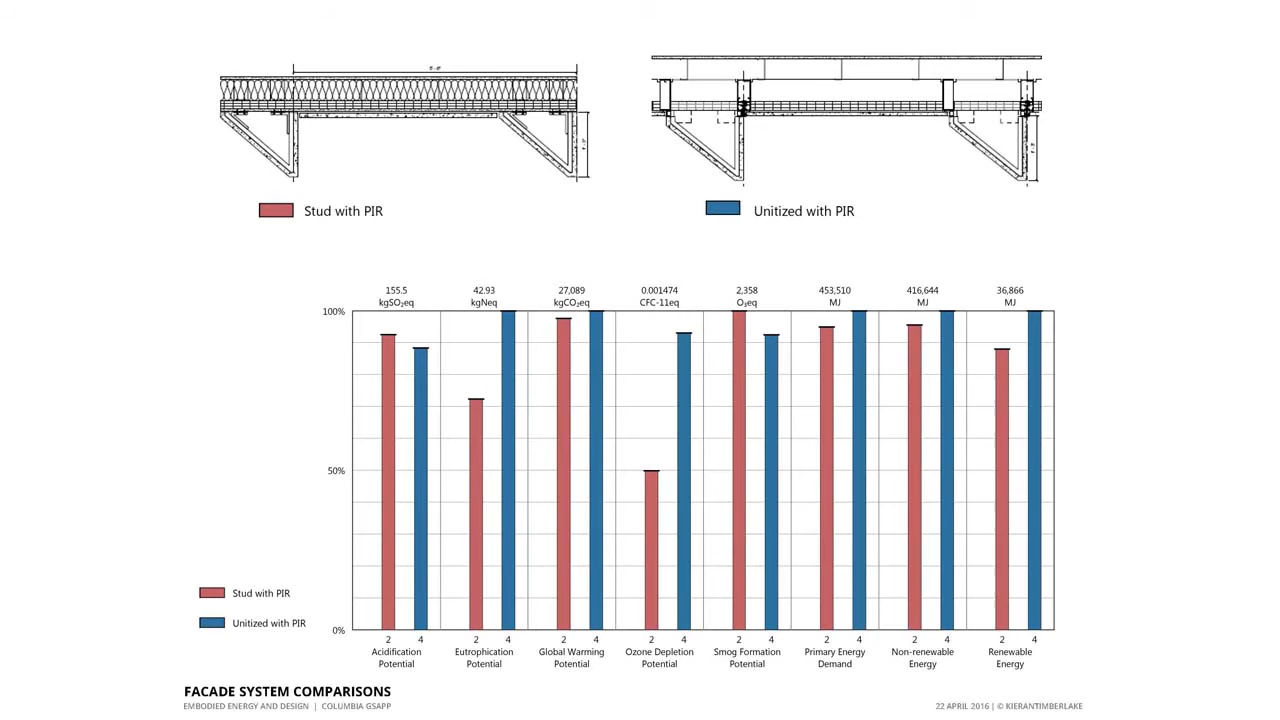 Stud with PIR
Unitized with PIR
155.5 42.93 27,089 0.001474 2,358 453,510 416,644 36,866
kgSO₂eq kgNeq kgCO₂eq CFC-11eq O₃eq MJ MJ MJ
100%
50%
0%
Stud with PIR
Unitized with PIR
2 4 2 4 2 4 2 4 2 4 2 4 2 4 2 4
Acidification Eutrophication Global Warming Ozone Depletion Smog Formation Primary Energy Non-renewable Renewable
Potential Potential Potential Potential Potential Demand Energy Energy
FACADE SYSTEM COMPARISONS
EMBODIED ENERGY AND DESIGN | COLUMBIA GSAPP
22 APRIL 2016 | © KIERANTIMBERLAKE